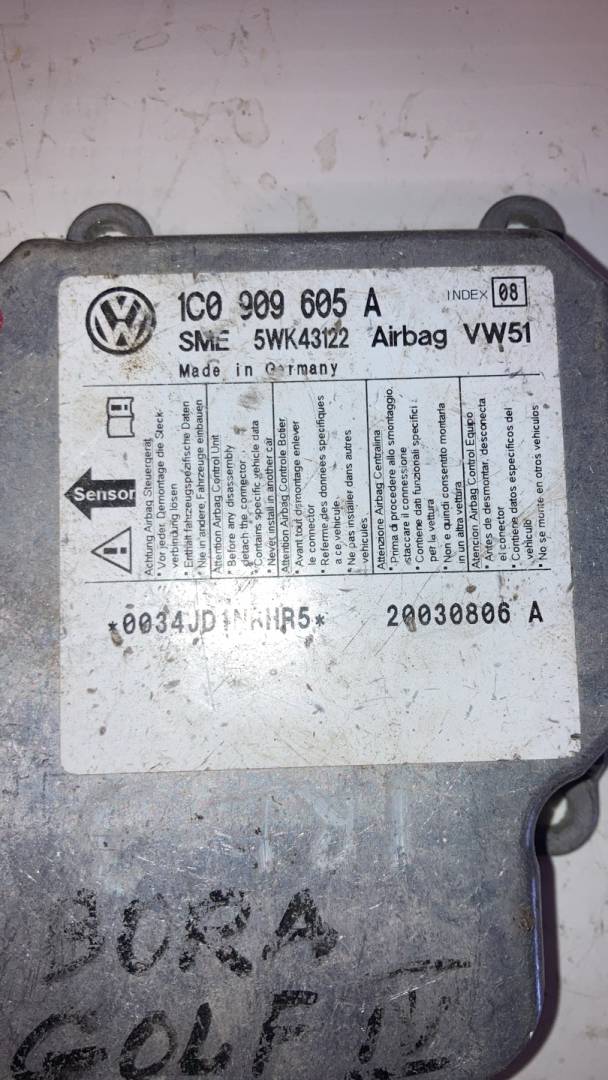 1C0 909 605 A
INDEX 08
SME 5WK43122 Airbag VW51
Made in Germany
Sensor
Achtung Airbag Steuergerät
• Vor jeder Demontage die Steck-
verbindung lösen
• Enthält fahrzeugspezifische Daten
• Nie in andere Fahrzeuge einbauen
Attention Airbag Control Unit
• Before any disassembly
detach the connector
• Contains specific vehicle data
• Never install in another car
Attention Airbag Controle Boitier
• Avant tout demontage enlever
le connector
• Referme des donnees specifiques
a ce vehicule
• Ne pas installer dans autres
vehicules
Attenzione Airbag Centralina
• Prima di procedere allo smontaggio,
staccare il connessione
• Contiene dati funzionali specifici
per la vettura
• Non e quindi consentito montarla
in un altra vettura
Atencion Airbag Control Equipo
• Antes de desmontar, desconecta
el conector
• Contiene datos especificos del
vehiculo
• No se monte en otros vehiculos
20030806 A
BORA
GOLF IV